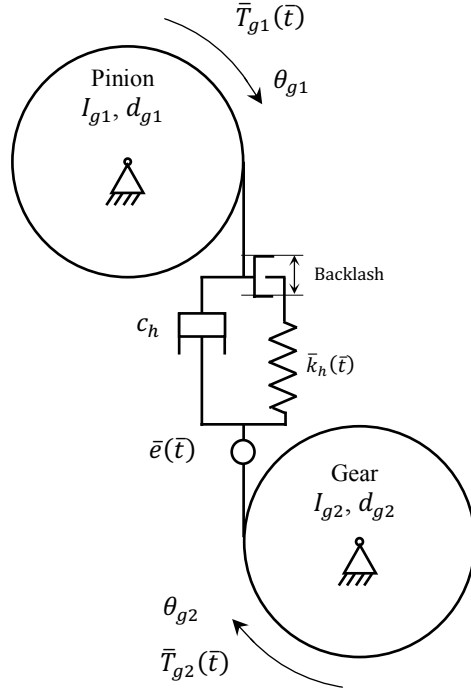 T̄g1(t̄)
θg1
Pinion
Ig1, dg1
Backlash
ch
k̄h(t̄)
ē(t̄)
Gear
Ig2, dg2
θg2
T̄g2(t̄)